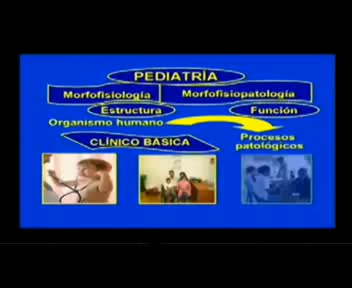 PEDIATRÍA
Morfofisiología
Morfofisiopatología
Estructura
Función
Organismo humano
Procesos
patológicos
CLÍNICO BÁSICA